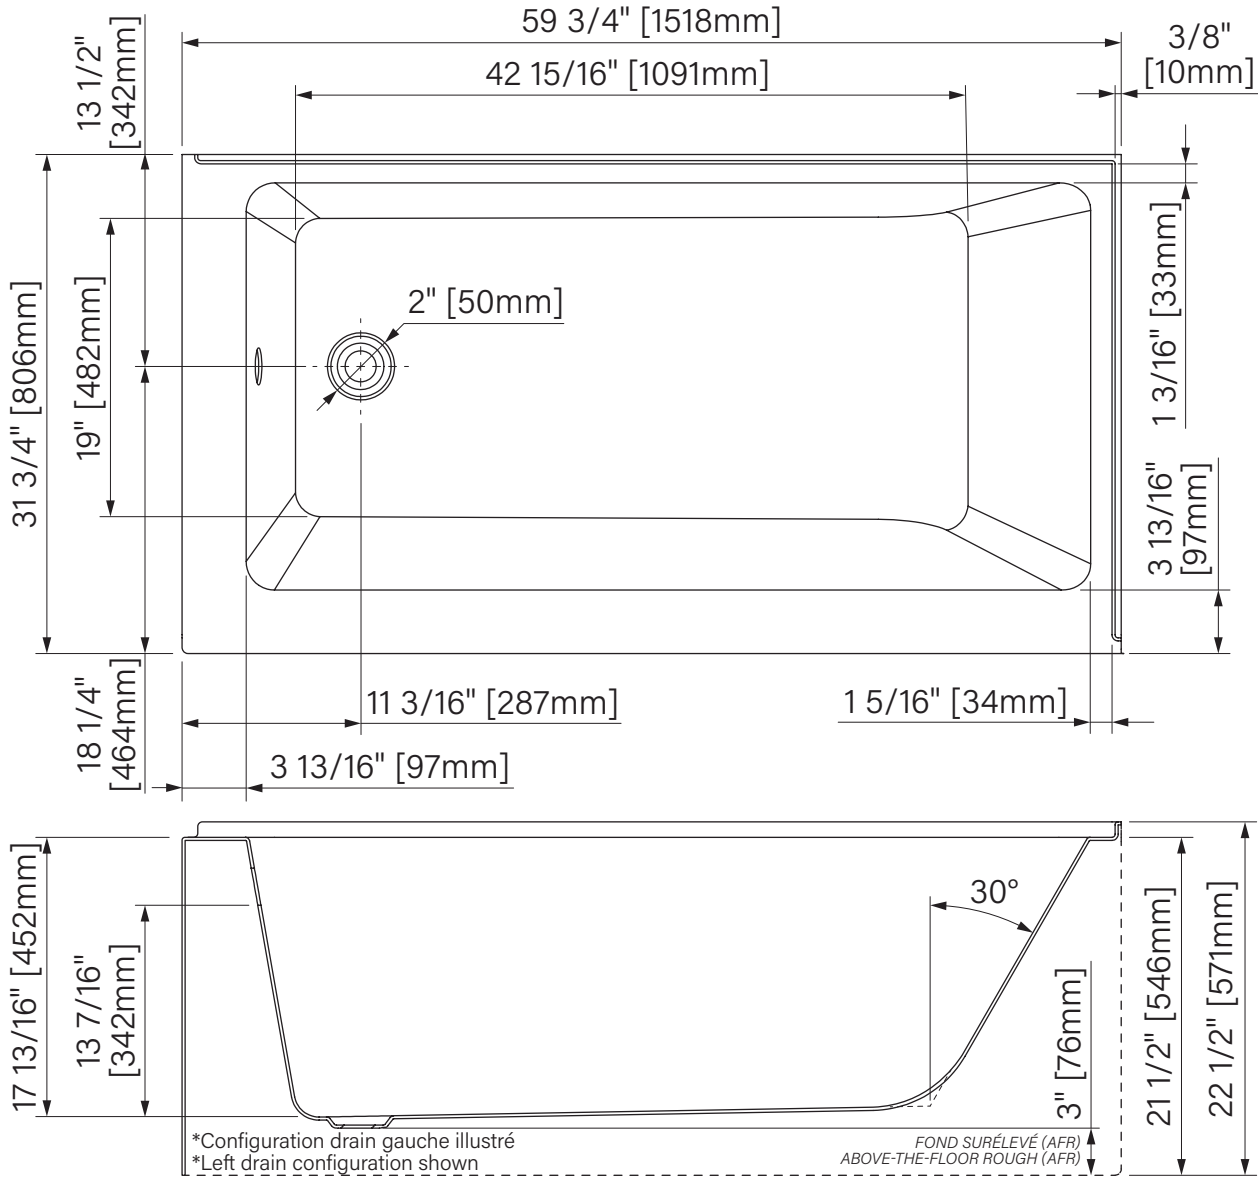 59 3/4" [1518mm]
42 15/16" [1091mm]
3/8"
[10mm]
13 1/2"
[342mm]
31 3/4" [806mm]
19" [482mm]
2" [50mm]
1 3/16" [33mm]
3 13/16"
[97mm]
18 1/4"
[464mm]
11 3/16" [287mm]
1 5/16" [34mm]
3 13/16" [97mm]
17 13/16" [452mm]
13 7/16"
[342mm]
30°
3" [76mm]
21 1/2" [546mm]
22 1/2" [571mm]
*Configuration drain gauche illustré
*Left drain configuration shown
FOND SURÉLEVÉ (AFR)
ABOVE-THE-FLOOR ROUGH (AFR)